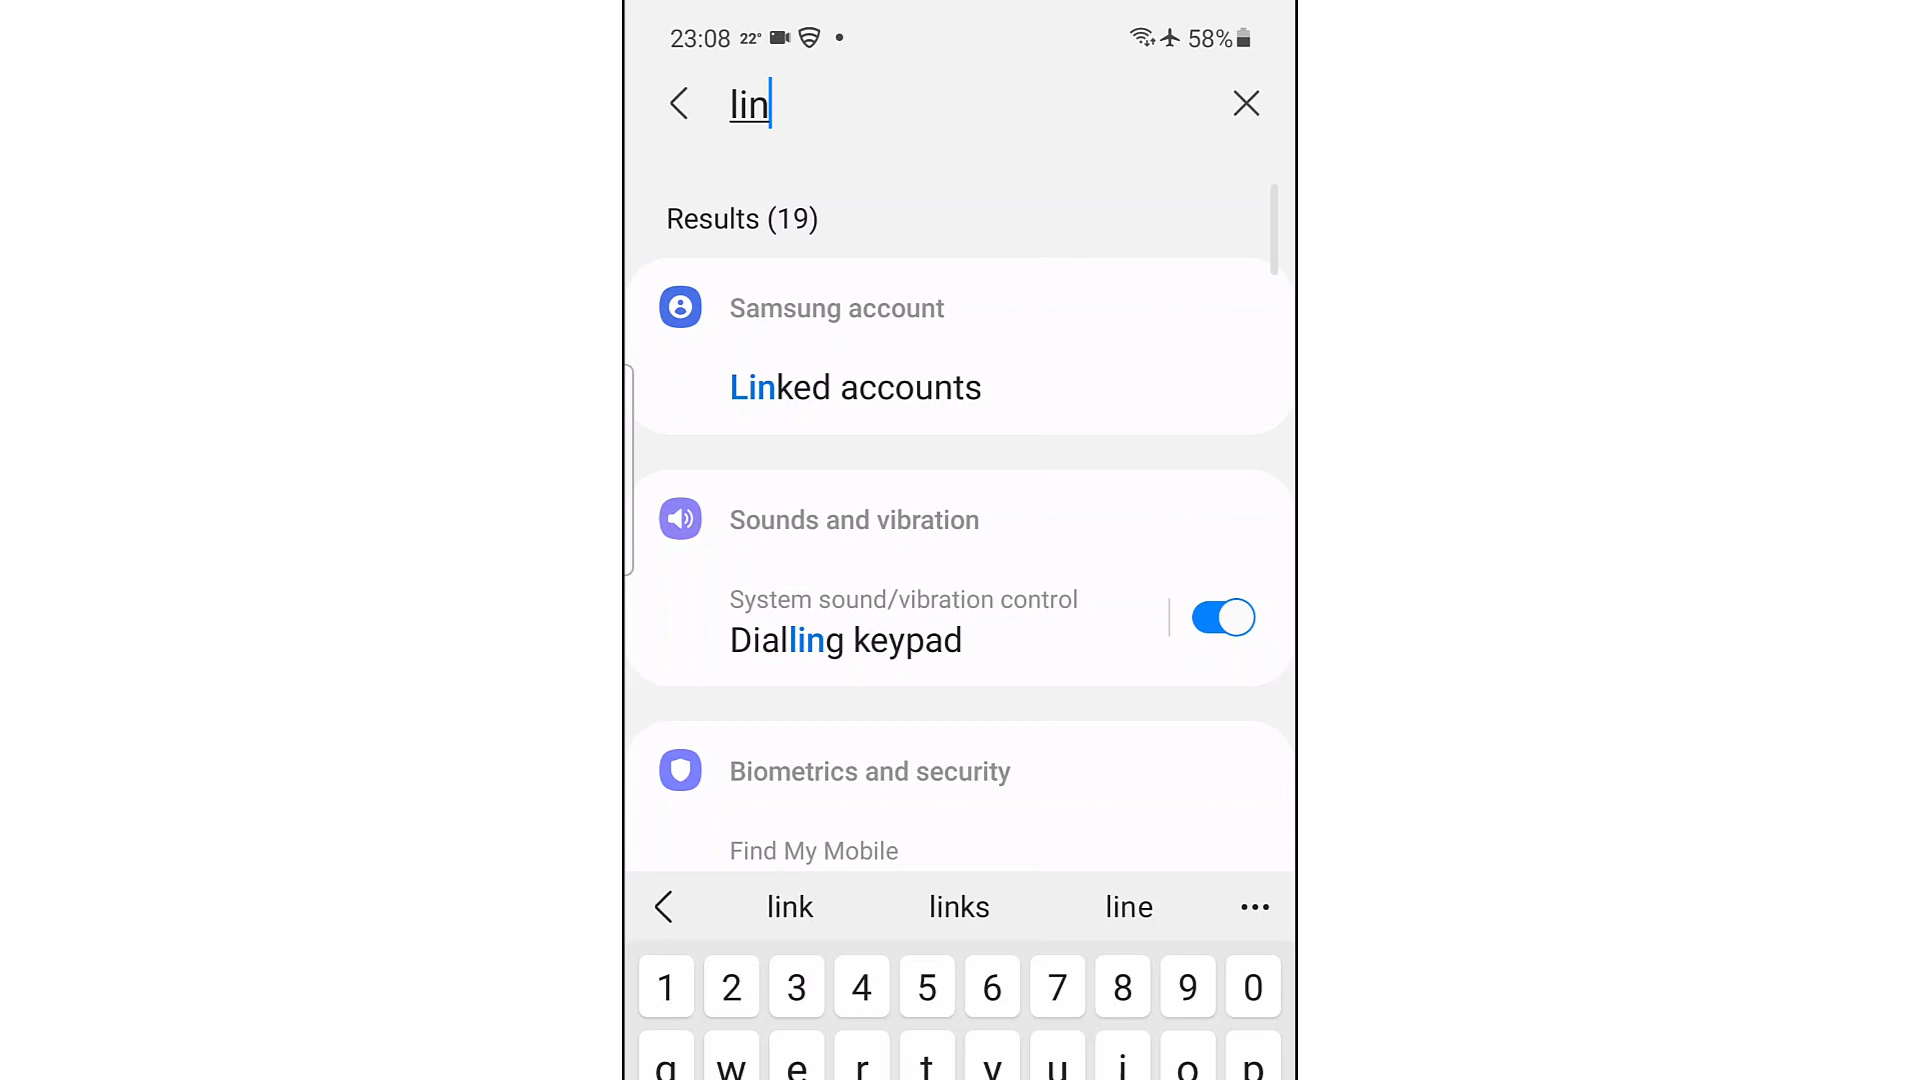 23:08 22° 58%
lin
Results (19)
Samsung account
Linked accounts
Sounds and vibration
System sound/vibration control
Dialling keypad
Biometrics and security
Find My Mobile
link links line
1 2 3 4 5 6 7 8 9 0
q w e r t y u i o p